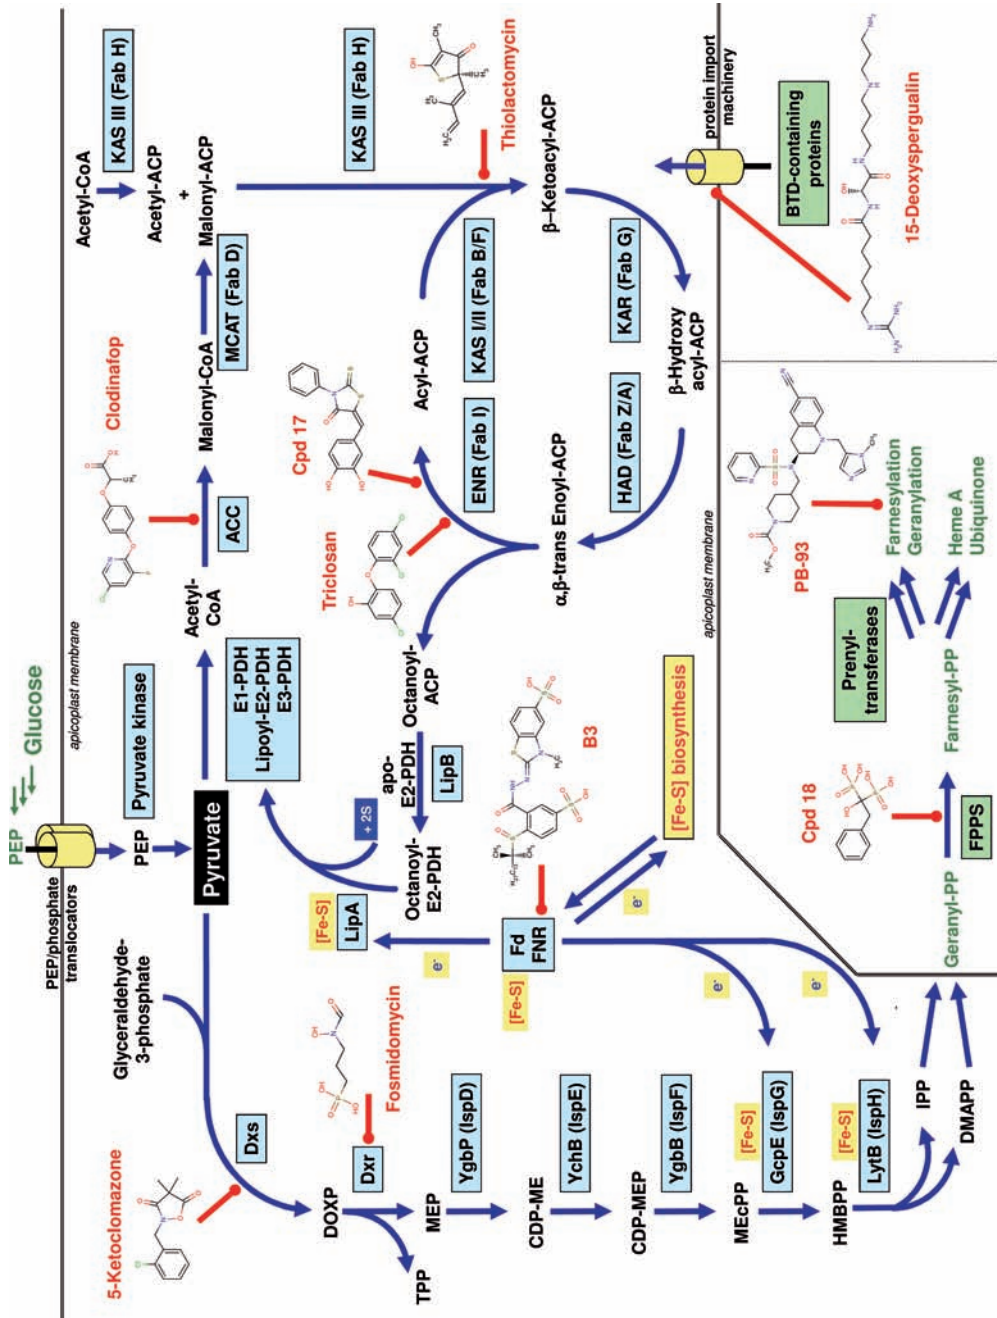 PEP
Glucose
PEP/phosphate
translocators
apicoplast membrane
PEP
Pyruvate kinase
Pyruvate
Glyceraldehyde-
3-phosphate
5-Ketoclomazone
Dxs
DOXP
TPP
Dxr
Fosmidomycin
MEP
YgbP (IspD)
CDP-ME
YchB (IspE)
CDP-MEP
YgbB (IspF)
MEcPP
[Fe-S]
GcpE (IspG)
HMBPP
[Fe-S]
LytB (IspH)
IPP
DMAPP
E1-PDH
Lipoyl-E2-PDH
E3-PDH
Acetyl-
CoA
ACC
Clodinafop
Malonyl-CoA
MCAT (Fab D)
Malonyl-ACP
+
Acetyl-ACP
Acetyl-CoA
KAS III (Fab H)
KAS III (Fab H)
Thiolactomycin
β–Ketoacyl-ACP
KAS I/II (Fab B/F)
Acyl-ACP
KAR (Fab G)
β-Hydroxy
acyl-ACP
HAD (Fab Z/A)
α,β-trans Enoyl-ACP
ENR (Fab I)
Cpd 17
Triclosan
Octanoyl-
ACP
apo-
E2-PDH
LipB
Octanoyl-
E2-PDH
+ 2S
[Fe-S]
LipA
e-
Fd
FNR
[Fe-S]
B3
e-
[Fe-S] biosynthesis
e-
e-
apicoplast membrane
protein import
machinery
BTD-containing
proteins
15-Deoxyspergualin
Geranyl-PP
FPPS
Cpd 18
Farnesyl-PP
Prenyl-
transferases
PB-93
Farnesylation
Geranylation
Heme A
Ubiquinone